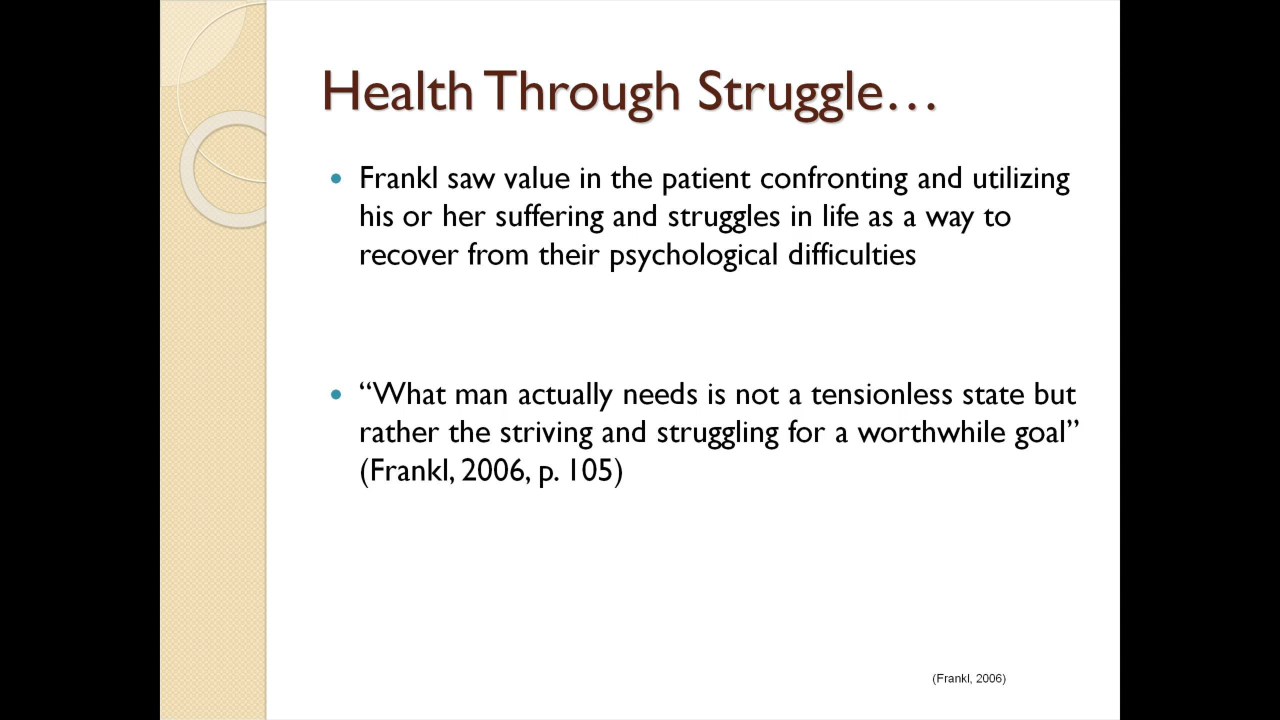 Health Through Struggle…
• Frankl saw value in the patient confronting and utilizing
his or her suffering and struggles in life as a way to
recover from their psychological difficulties
• “What man actually needs is not a tensionless state but
rather the striving and struggling for a worthwhile goal”
(Frankl, 2006, p. 105)
(Frankl, 2006)